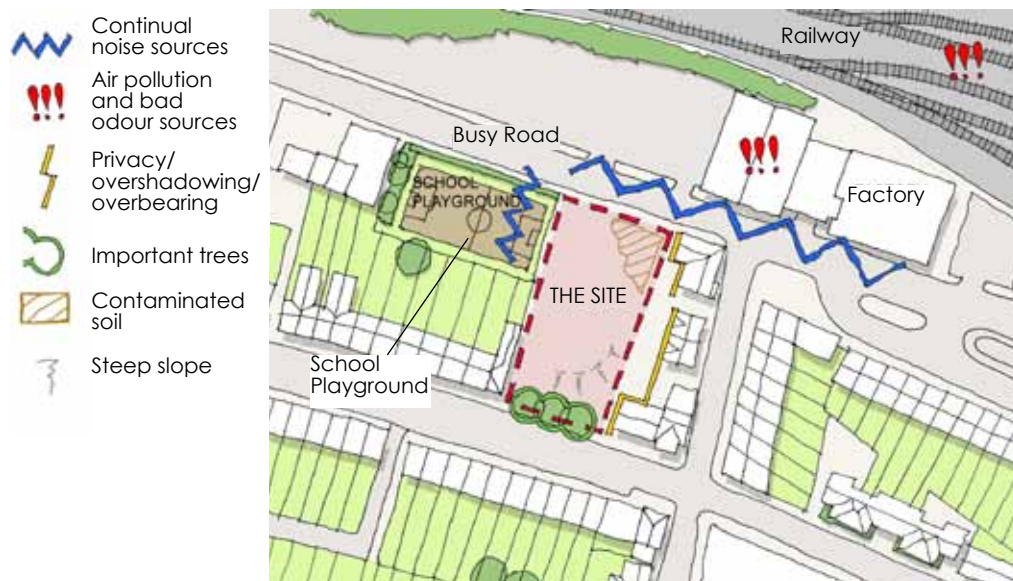 Continual
noise sources
Air pollution
and bad
odour sources
Privacy/
overshadowing/
overbearing
Important trees
Contaminated
soil
Steep slope
Railway
Busy Road
SCHOOL
PLAYGROUND
Factory
THE SITE
School
Playground